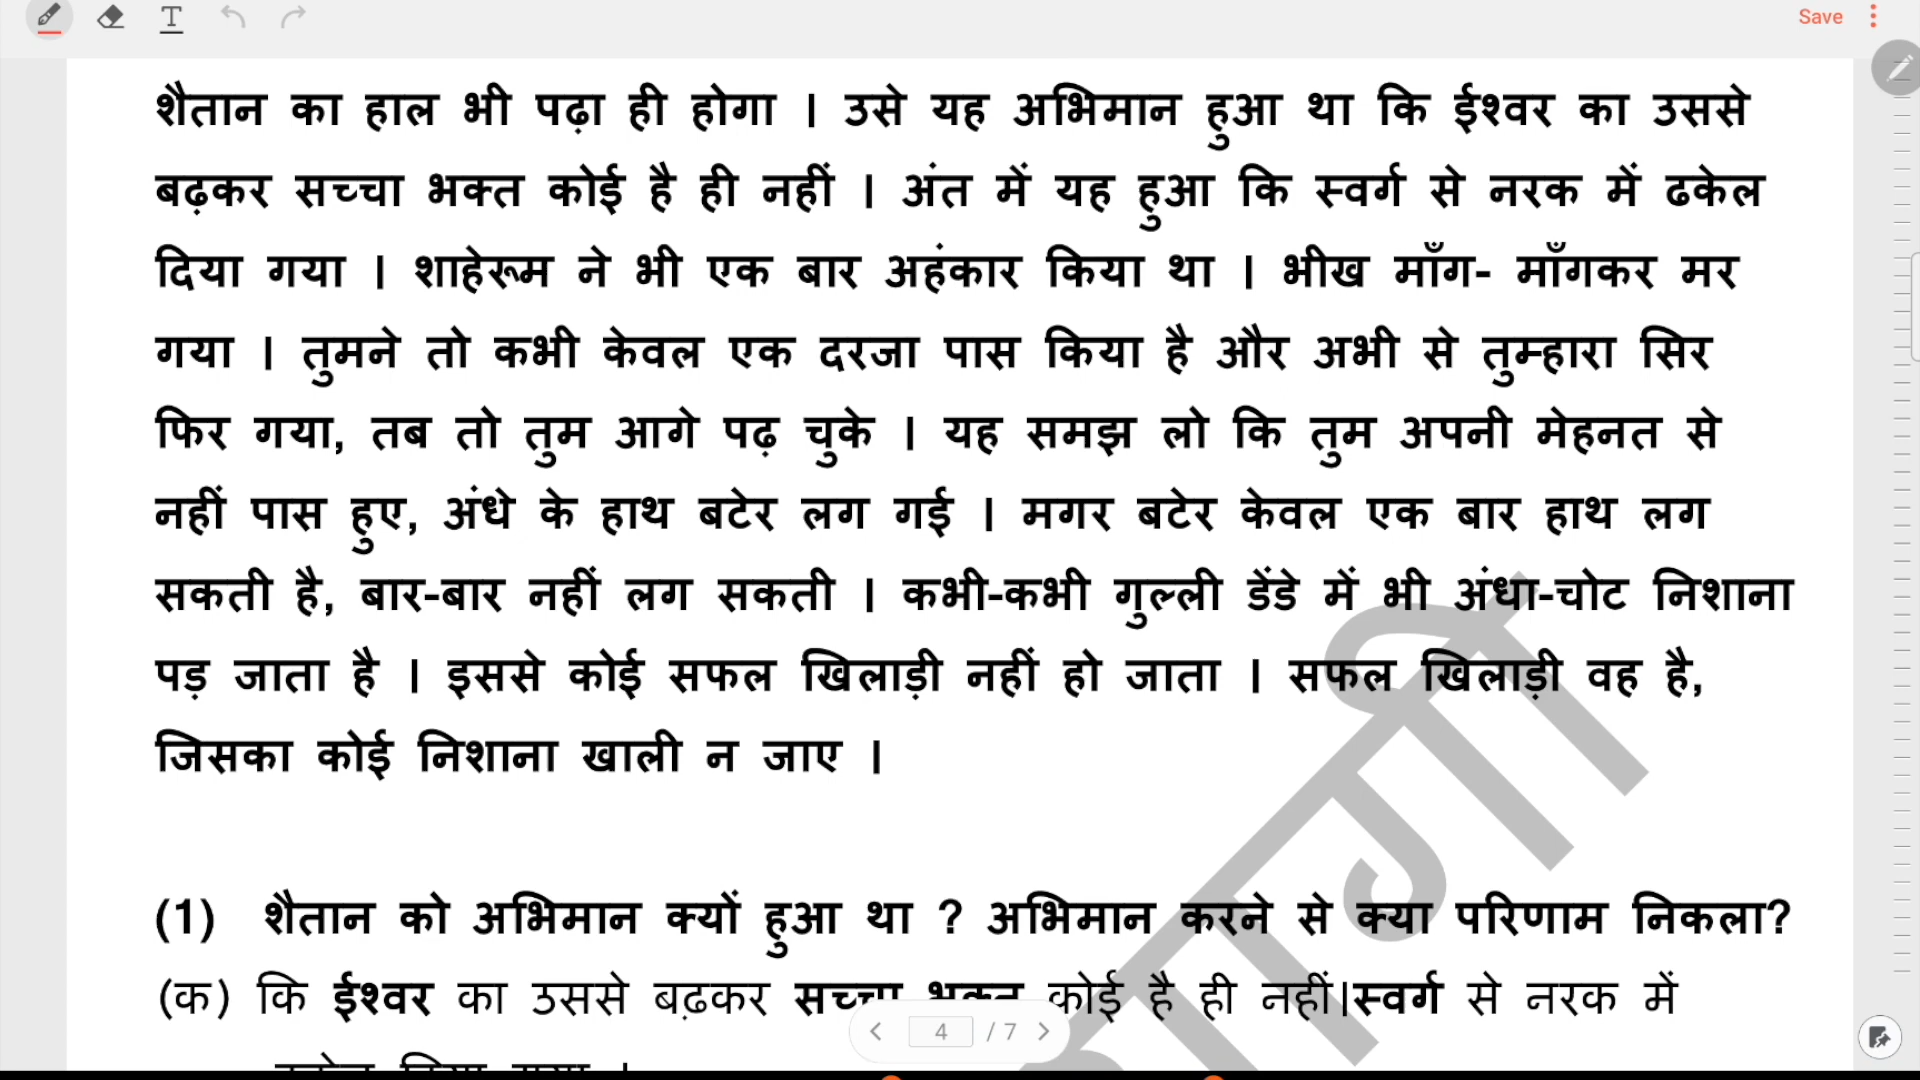 Save
शैतान का हाल भी पढ़ा ही होगा । उसे यह अभिमान हुआ था कि ईश्वर का उससे
बढ़कर सच्चा भक्त कोई है ही नहीं । अंत में यह हुआ कि स्वर्ग से नरक में ढकेल
दिया गया । शाहेरूम ने भी एक बार अहंकार किया था । भीख माँग- माँगकर मर
गया । तुमने तो कभी केवल एक दरजा पास किया है और अभी से तुम्हारा सिर
फिर गया, तब तो तुम आगे पढ़ चुके । यह समझ लो कि तुम अपनी मेहनत से
नहीं पास हुए, अंधे के हाथ बटेर लग गई । मगर बटेर केवल एक बार हाथ लग
सकती है, बार-बार नहीं लग सकती । कभी-कभी गुल्ली डेंडे में भी अंधा-चोट निशाना
पड़ जाता है । इससे कोई सफल खिलाड़ी नहीं हो जाता । सफल खिलाड़ी वह है,
जिसका कोई निशाना खाली न जाए ।
(1) शैतान को अभिमान क्यों हुआ था ? अभिमान करने से क्या परिणाम निकला?
(क) कि ईश्वर का उससे बढ़कर सच्चा भक्त कोई है ही नहीं|स्वर्ग से नरक में
4 / 7